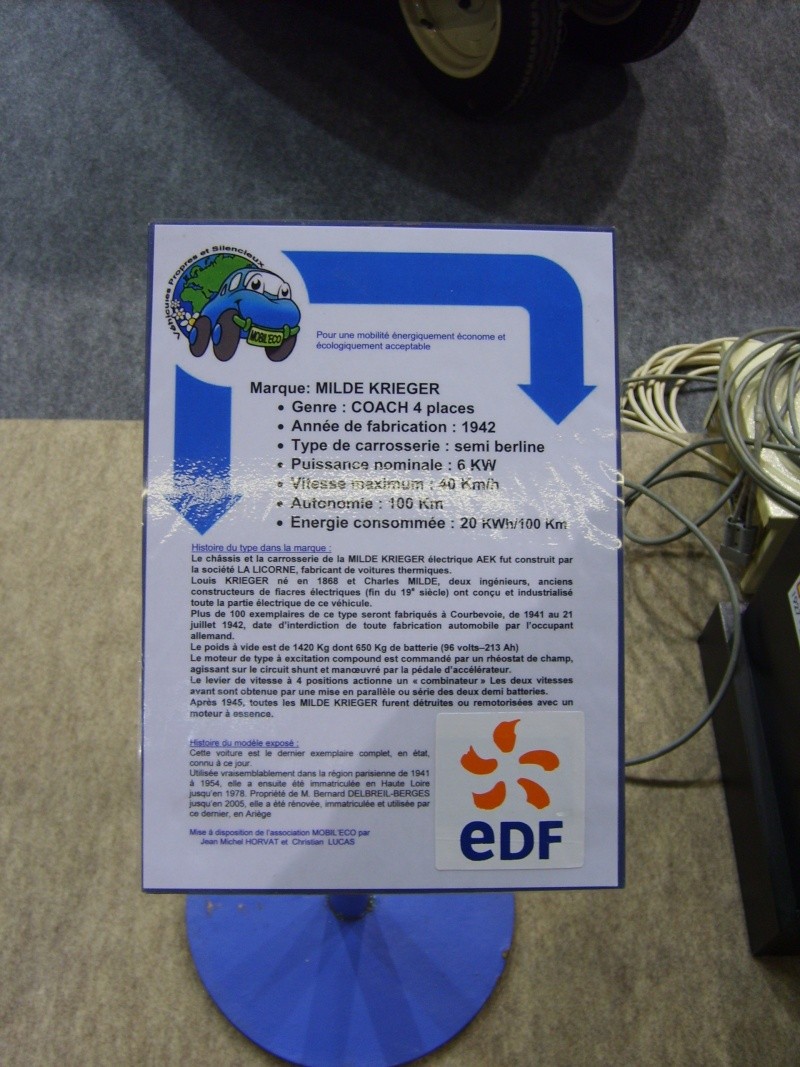 Véhicules Propres et Silencieux
MOBIL'ECO
Pour une mobilité énergiquement économe et
écologiquement acceptable
Marque: MILDE KRIEGER
• Genre : COACH 4 places
• Année de fabrication : 1942
• Type de carrosserie : semi berline
• Puissance nominale : 6 KW
• Vitesse maximum : 40 Km/h
• Autonomie : 100 Km
• Energie consommée : 20 KWh/100 Km
Histoire du type dans la marque :
Le châssis et la carrosserie de la MILDE KRIEGER électrique AEK fut construit par
la société LA LICORNE, fabricant de voitures thermiques.
Louis KRIEGER né en 1868 et Charles MILDE, deux ingénieurs, anciens
constructeurs de fiacres électriques (fin du 19e siècle) ont conçu et industrialisé
toute la partie électrique de ce véhicule.
Plus de 100 exemplaires de ce type seront fabriqués à Courbevoie, de 1941 au 21
juillet 1942, date d'interdiction de toute fabrication automobile par l'occupant
allemand.
Le poids à vide est de 1420 Kg dont 650 Kg de batterie (96 volts–213 Ah)
Le moteur de type à excitation compound est commandé par un rhéostat de champ,
agissant sur le circuit shunt et manœuvré par la pédale d'accélérateur.
Le levier de vitesse à 4 positions actionne un « combinateur » Les deux vitesses
avant sont obtenue par une mise en parallèle ou série des deux demi batteries.
Après 1945, toutes les MILDE KRIEGER furent détruites ou remotorisées avec un
moteur à essence.
Histoire du modèle exposé :
Cette voiture est le dernier exemplaire complet, en état,
connu à ce jour.
Utilisée vraisemblablement dans la région parisienne de 1941
à 1954, elle a ensuite été immatriculée en Haute Loire
jusqu'en 1978. Propriété de M. Bernard DELBREIL-BERGES
jusqu'en 2005, elle a été rénovée, immatriculée et utilisée par
ce dernier, en Ariége
Mise à disposition de l'association MOBIL'ECO par
Jean Michel HORVAT et Christian LUCAS
eDF